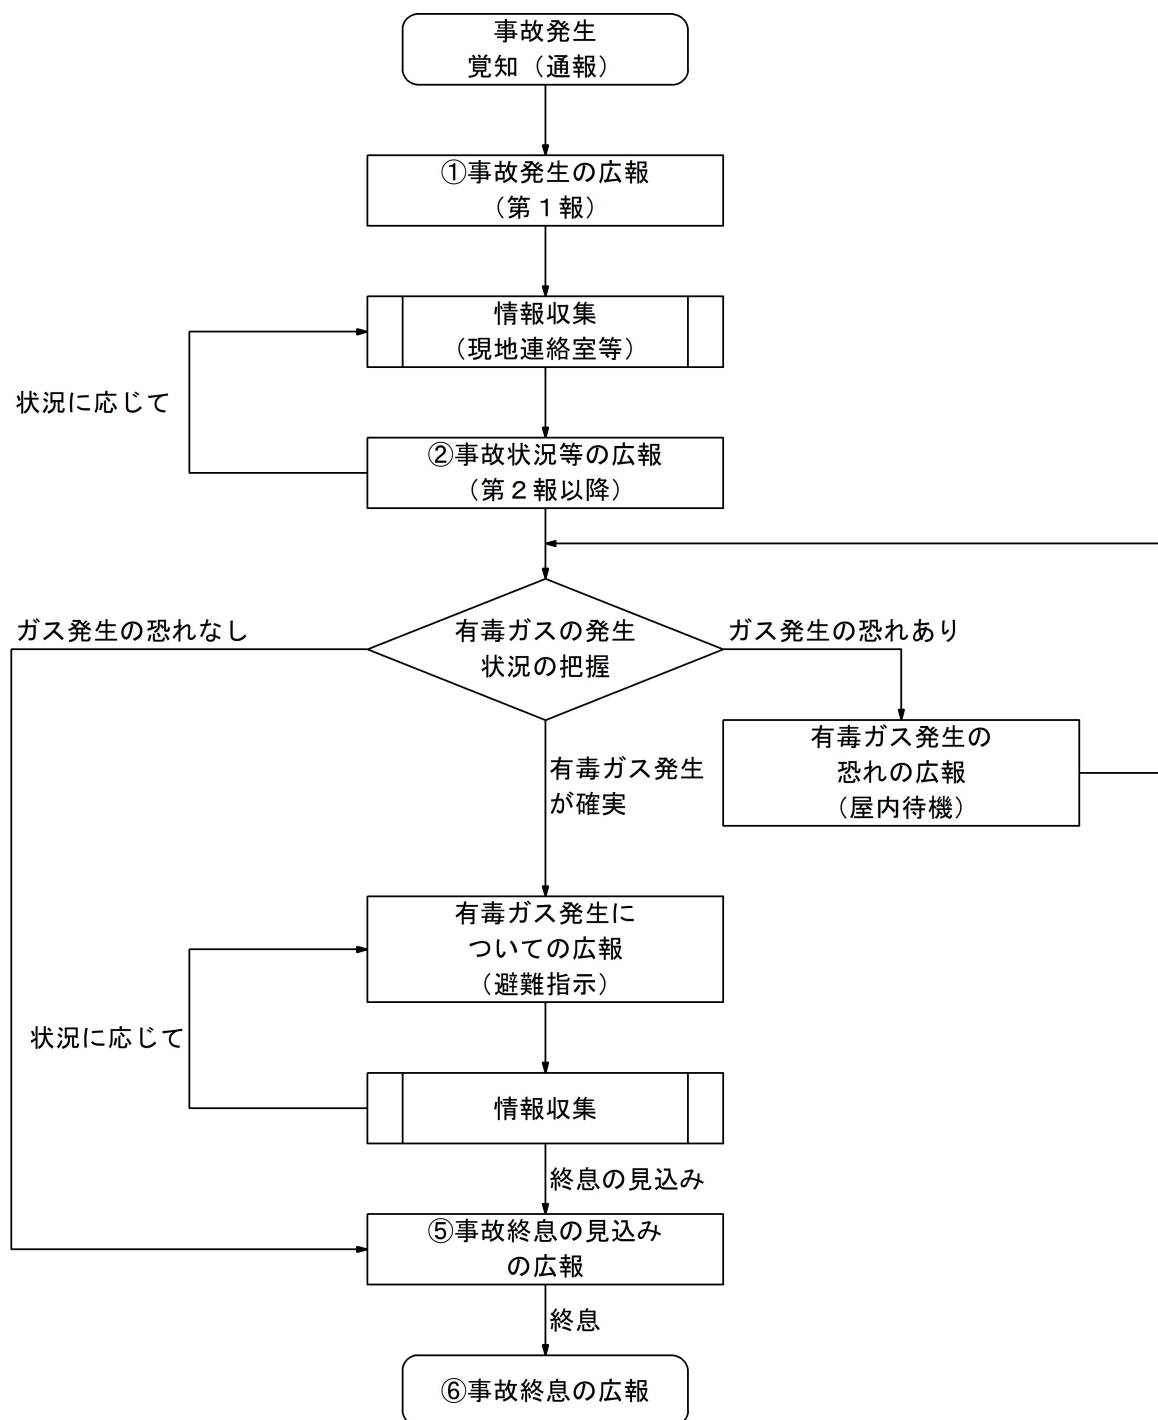 事故発生
覚知（通報）
①事故発生の広報
（第１報）
情報収集
（現地連絡室等）
状況に応じて
②事故状況等の広報
（第２報以降）
ガス発生の恐れなし
有毒ガスの発生
状況の把握
ガス発生の恐れあり
有毒ガス発生の
恐れの広報
（屋内待機）
有毒ガス発生
が確実
有毒ガス発生に
ついての広報
（避難指示）
状況に応じて
情報収集
終息の見込み
⑤事故終息の見込み
の広報
終息
⑥事故終息の広報